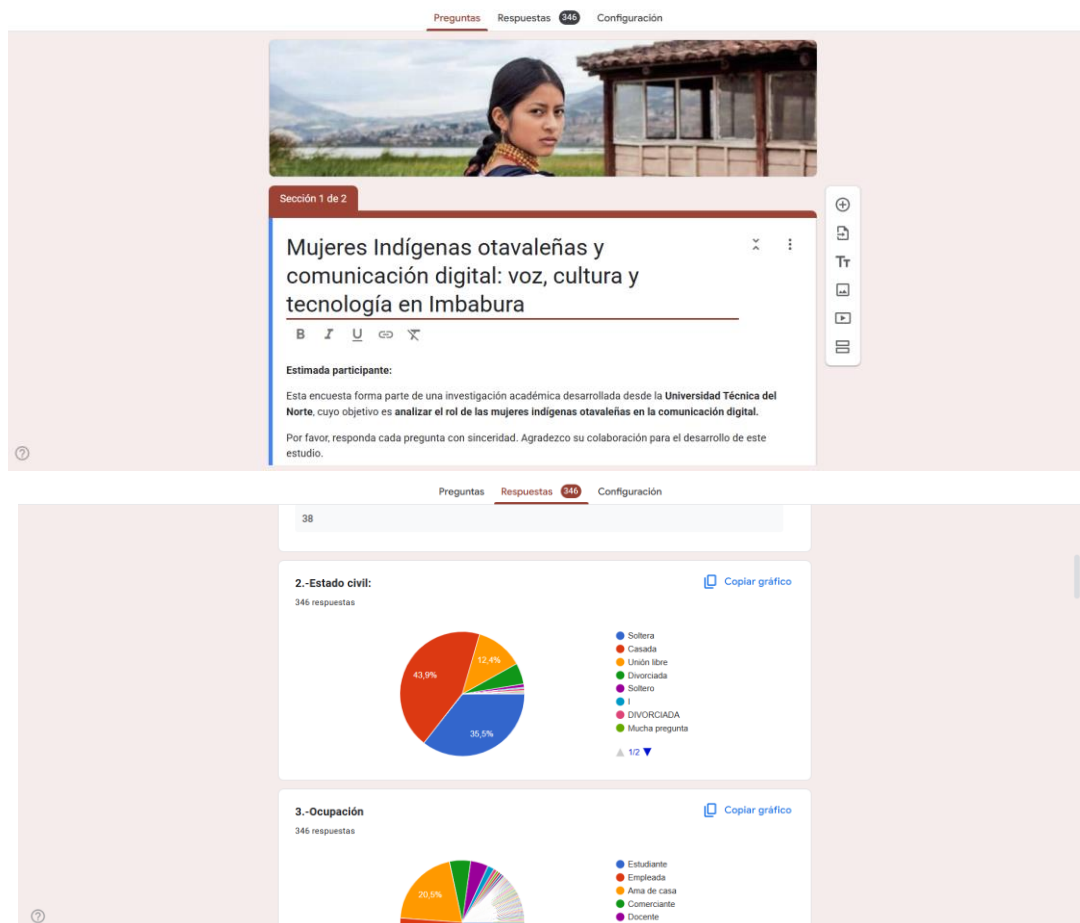 Preguntas Respuestas 346 Configuración
Sección 1 de 2
Mujeres Indígenas otavaleñas y
comunicación digital: voz, cultura y
tecnología en Imbabura
B I U
Estimada participante:
Esta encuesta forma parte de una investigación académica desarrollada desde la Universidad Técnica del
Norte, cuyo objetivo es analizar el rol de las mujeres indígenas otavaleñas en la comunicación digital.
Por favor, responda cada pregunta con sinceridad. Agradezco su colaboración para el desarrollo de este
estudio.
Tт
Preguntas Respuestas 346 Configuración
38
2.-Estado civil:
Copiar gráfico
346 respuestas
43,9%
12,4%
35,5%
Soltera
Casada
Unión libre
Divorciada
Soltero
I
DIVORCIADA
Mucha pregunta
1/2
3.-Ocupación
Copiar gráfico
346 respuestas
20,5%
Estudiante
Empleada
Ama de casa
Comerciante
Docente